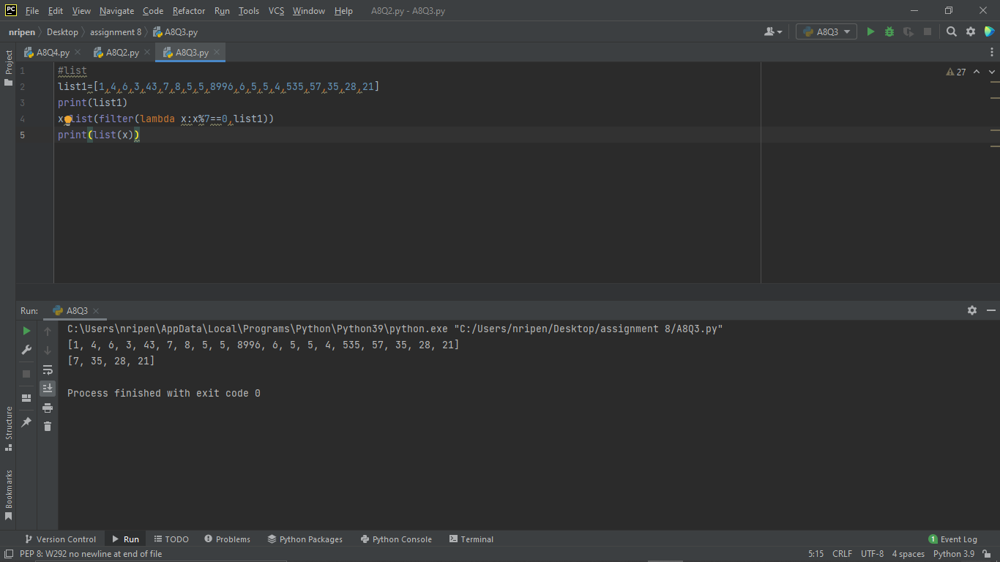 PC File Edit View Navigate Code Refactor Run Tools VCS Window Help A8Q2.py - A8Q3.py
nripen Desktop assignment 8 A8Q3.py A8Q3
A8Q4.py A8Q2.py A8Q3.py
Project
1 #list 27
2 list1=[1,4,6,3,43,7,8,5,5,8996,6,5,5,4,535,57,35,28,21]
3 print(list1)
4 x list(filter(lambda x:x%7==0,list1))
5 print(list(x))
Run: A8Q3
C:\Users\nripen\AppData\Local\Programs\Python\Python39\python.exe "C:/Users/nripen/Desktop/assignment 8/A8Q3.py"
[1, 4, 6, 3, 43, 7, 8, 5, 5, 8996, 6, 5, 5, 4, 535, 57, 35, 28, 21]
[7, 35, 28, 21]
Process finished with exit code 0
Structure
Bookmarks
Version Control Run TODO Problems Python Packages Python Console Terminal 1 Event Log
PEP 8: W292 no newline at end of file 5:15 CRLF UTF-8 4 spaces Python 3.9